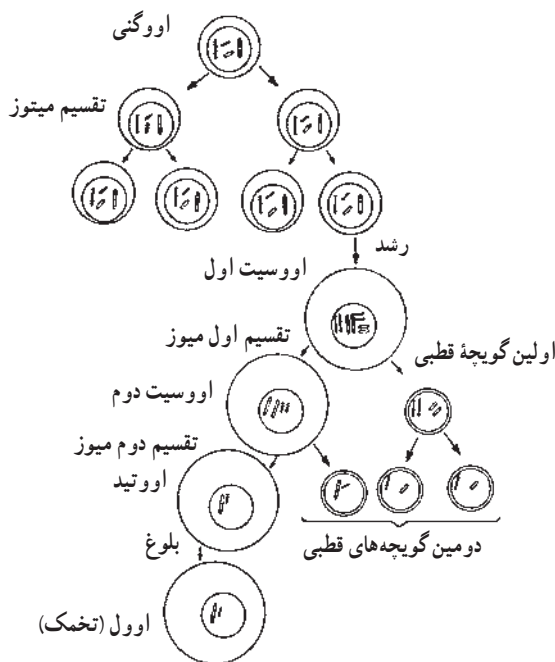 اووگنی
تقسیم میتوز
رشد
اووسیت اول
تقسیم اول میوز
اولین گویچهٔ قطبی
اووسیت دوم
تقسیم دوم میوز
اووتید
دومین گویچه‌های قطبی
بلوغ
اوول (تخمک)